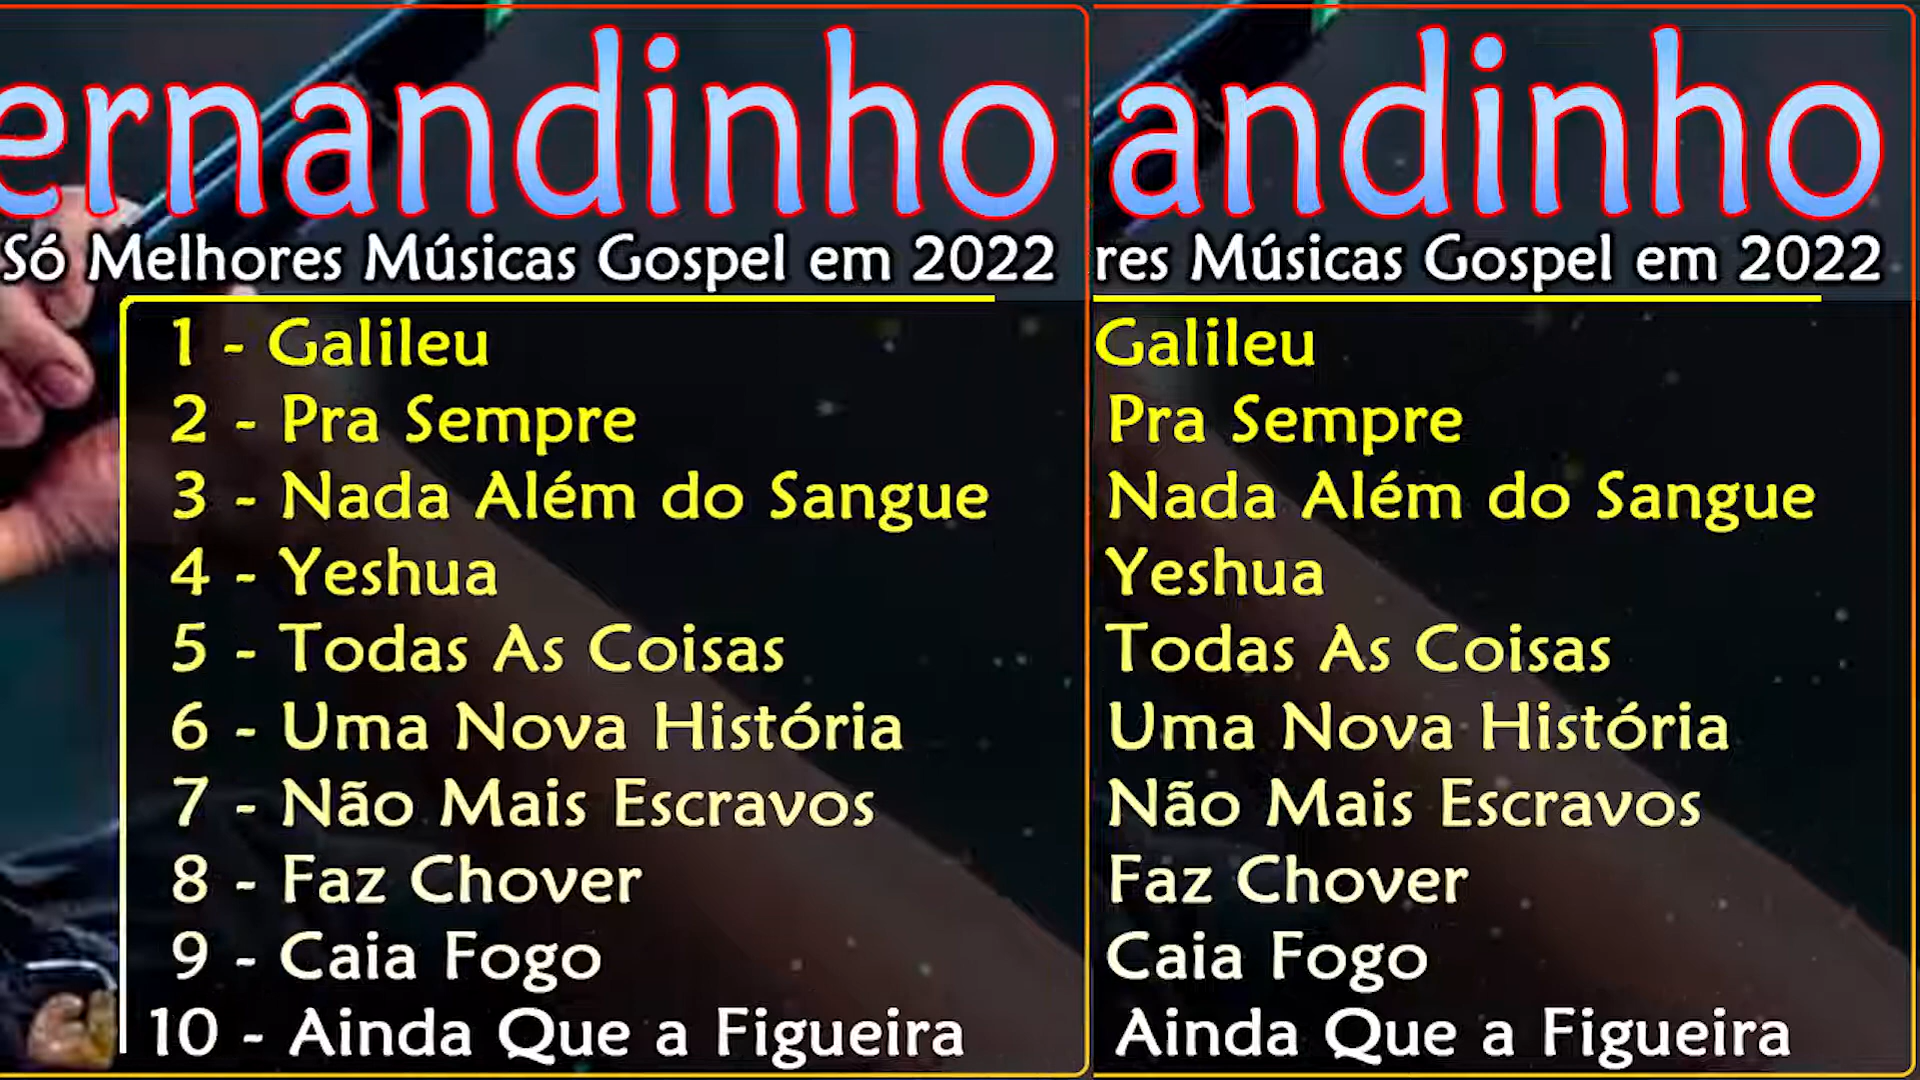 ernandinho
Só Melhores Músicas Gospel em 2022
1 - Galileu
2 - Pra Sempre
3 - Nada Além do Sangue
4 - Yeshua
5 - Todas As Coisas
6 - Uma Nova História
7 - Não Mais Escravos
8 - Faz Chover
9 - Caia Fogo
10 - Ainda Que a Figueira
andinho
res Músicas Gospel em 2022
Galileu
Pra Sempre
Nada Além do Sangue
Yeshua
Todas As Coisas
Uma Nova História
Não Mais Escravos
Faz Chover
Caia Fogo
Ainda Que a Figueira